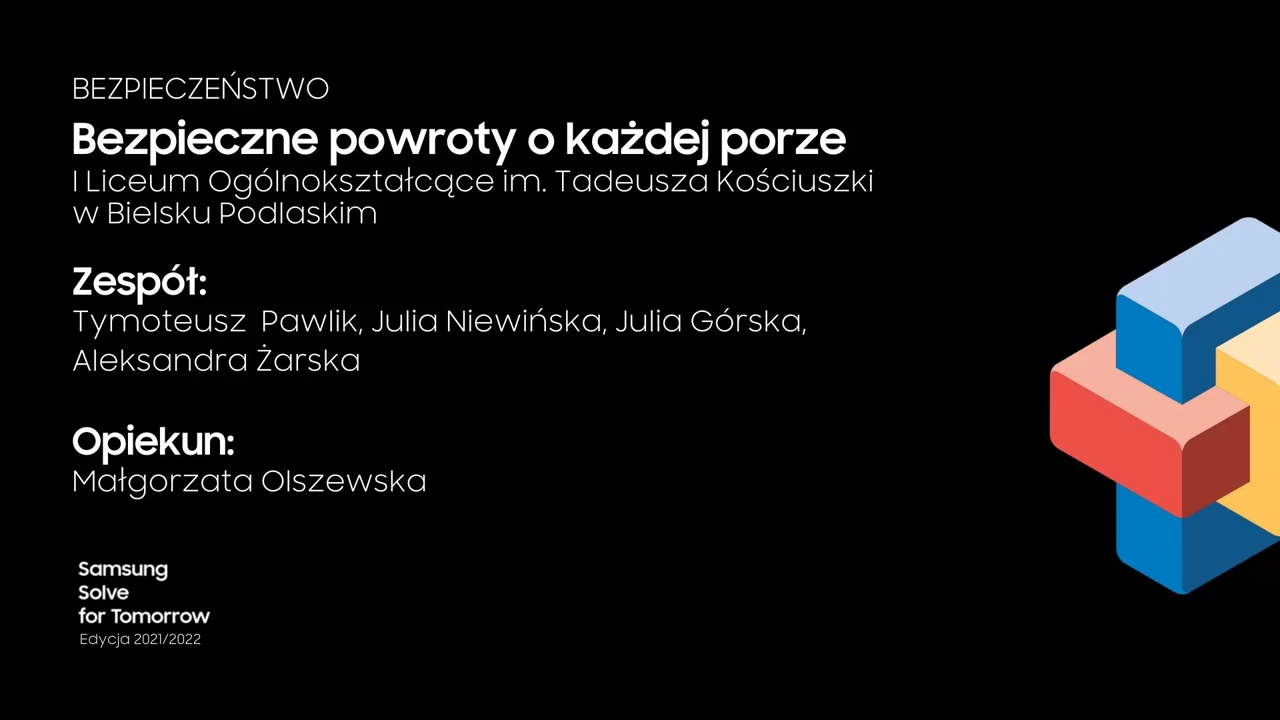 BEZPIECZEŃSTWO
Bezpieczne powroty o każdej porze
I Liceum Ogólnokształcące im. Tadeusza Kościuszki
w Bielsku Podlaskim
Zespół:
Tymoteusz Pawlik, Julia Niewińska, Julia Górska,
Aleksandra Żarska
Opiekun:
Małgorzata Olszewska
Samsung
Solve
for Tomorrow
Edycja 2021/2022